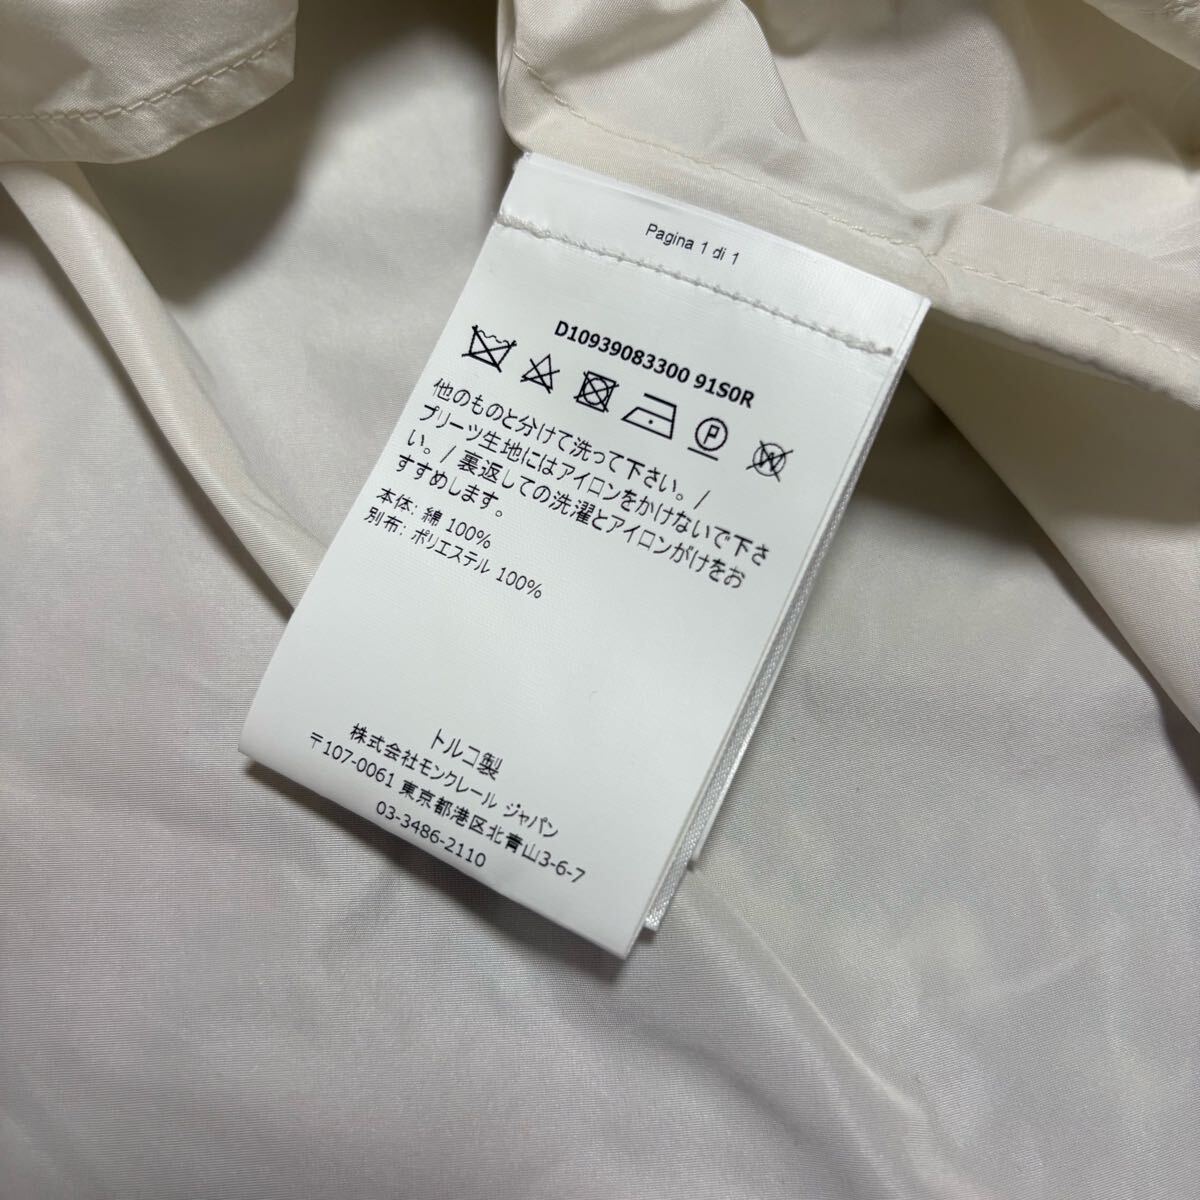 Pagina 1 di 1
D10939083300 91S0R
P
W
他のものと分けて洗って下さい。/
プリーツ生地にはアイロンをかけないで下さ
い。/ 裏返しての洗濯とアイロンがけをお
すすめします。
本体: 綿 100%
別布: ポリエステル 100%
トルコ製
株式会社モンクレール ジャパン
〒107-0061 東京都港区北青山3-6-7
03-3486-2110